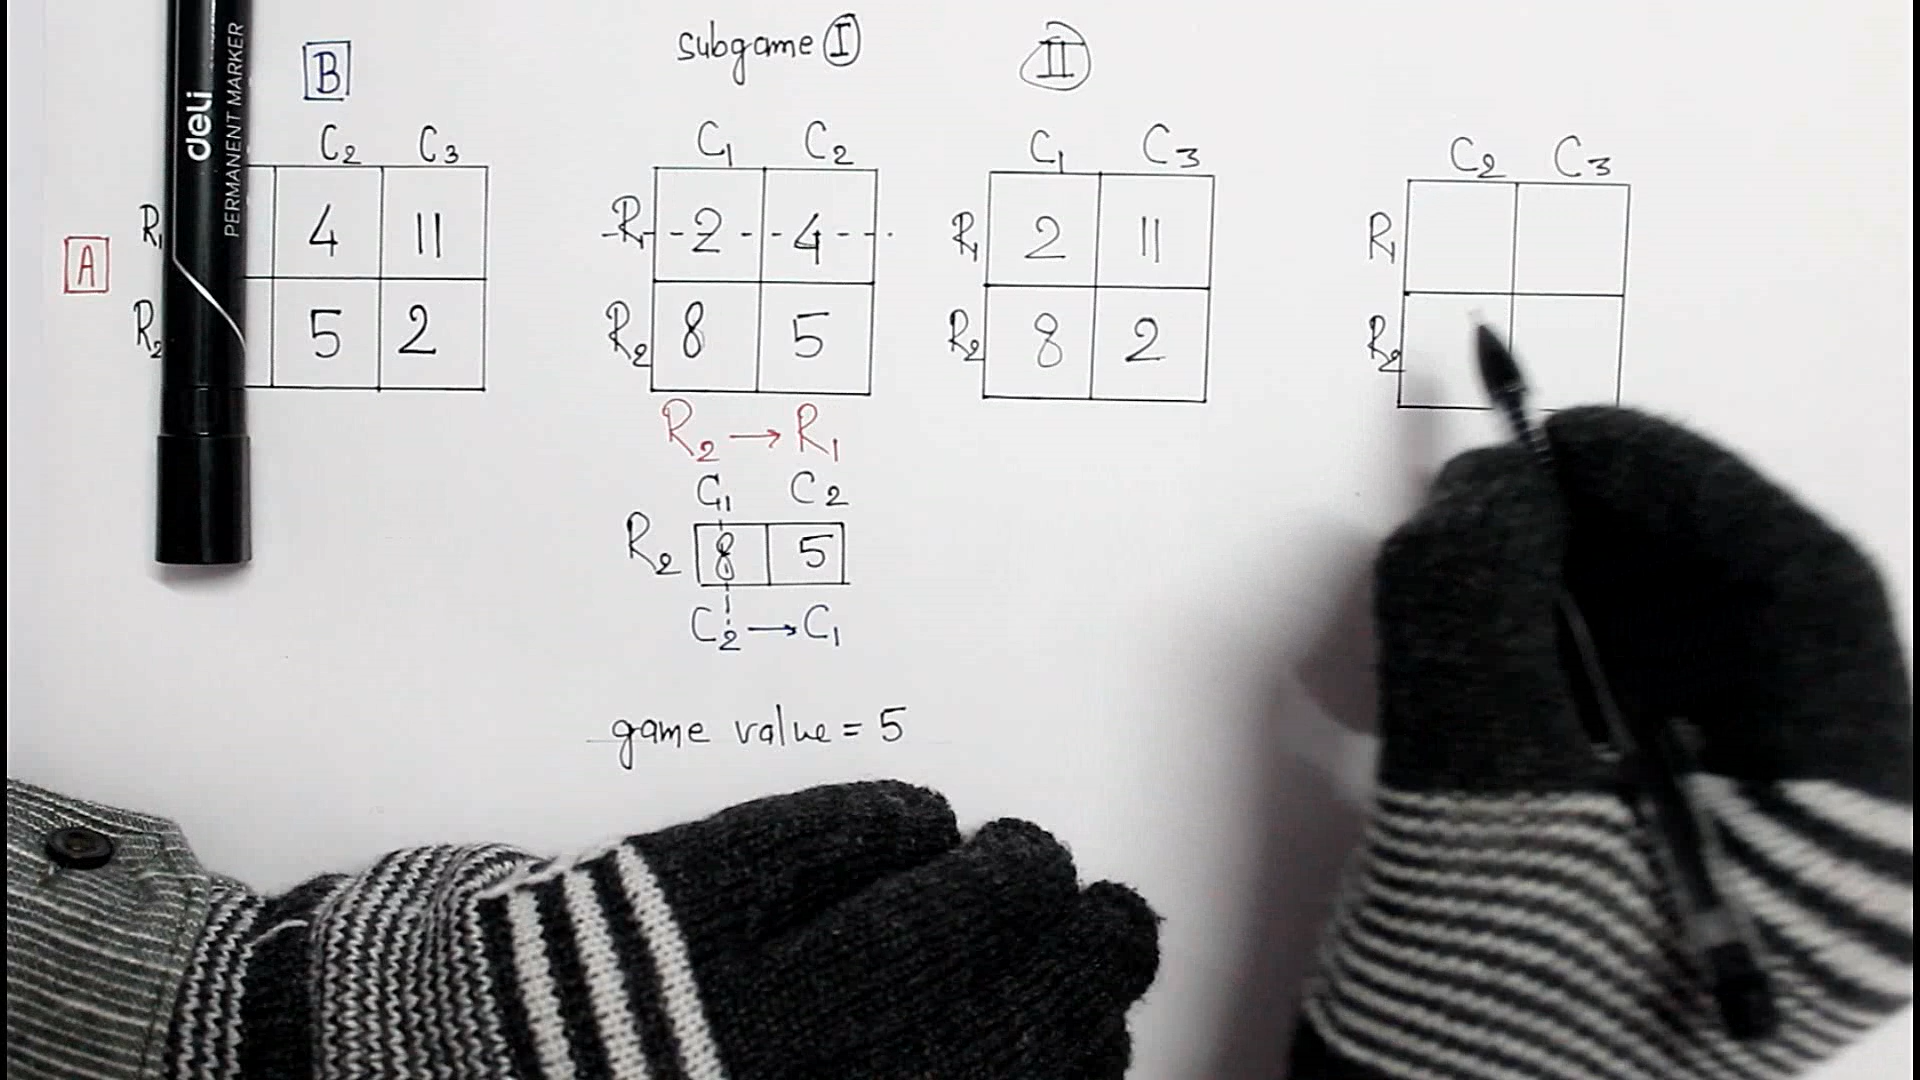 deli
PERMANENT MARKER
B
C2 C3
A
R1 4 11
R2 5 2
subgame I
C1 C2
R1 2 4
R2 8 5
R2 → R1
C1 C2
R2 8 5
C2 → C1
game value = 5
II
C1 C3
R1 2 11
R2 8 2
C2 C3
R1
R2